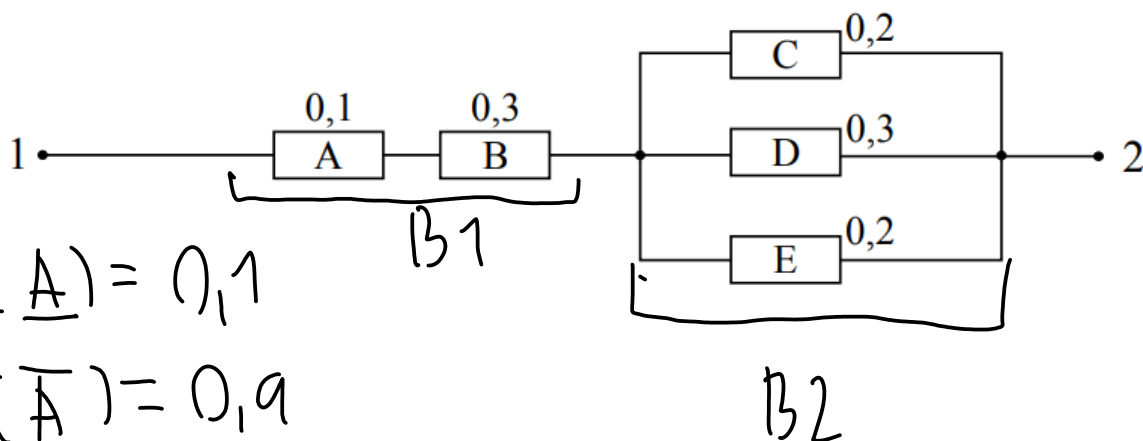 C 0,2
0,1 0,3
1 A B D 0,3 2
B1
E 0,2
A) = 0,1
(A̅) = 0,9
B2